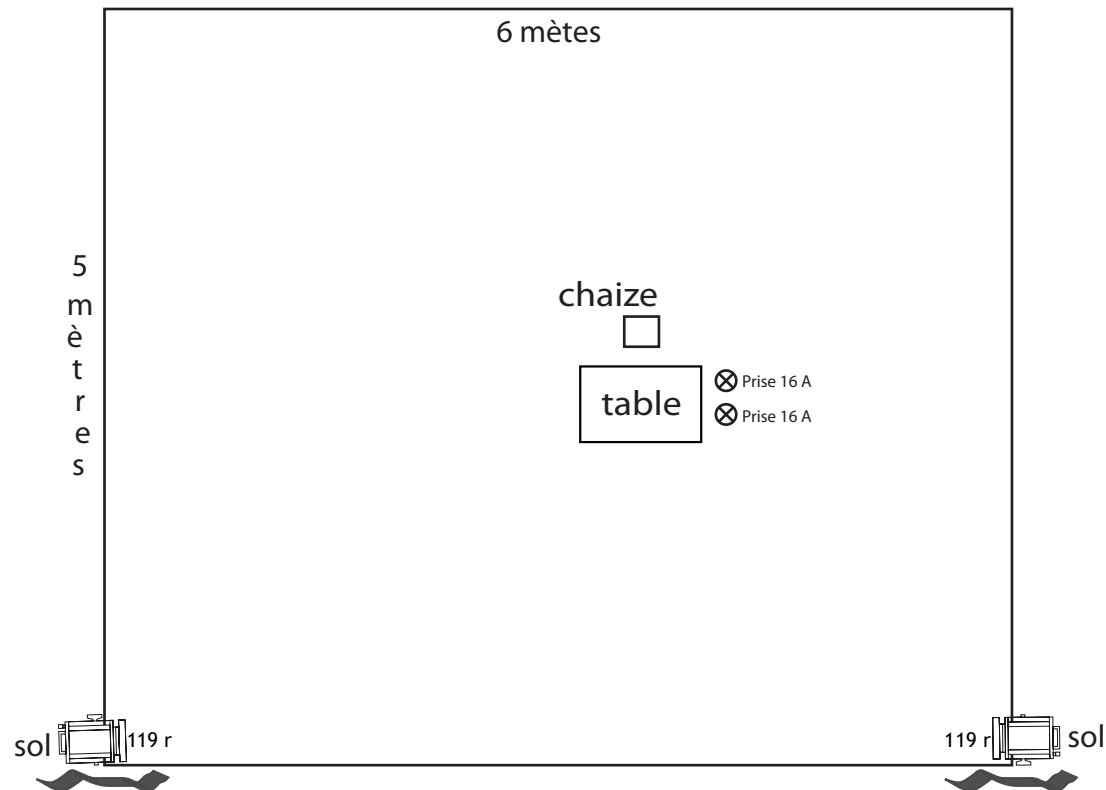 6 mètes
5
m
è
t
r
e
s
chaize
table
Prise 16 A
Prise 16 A
sol
119 r
119 r
sol